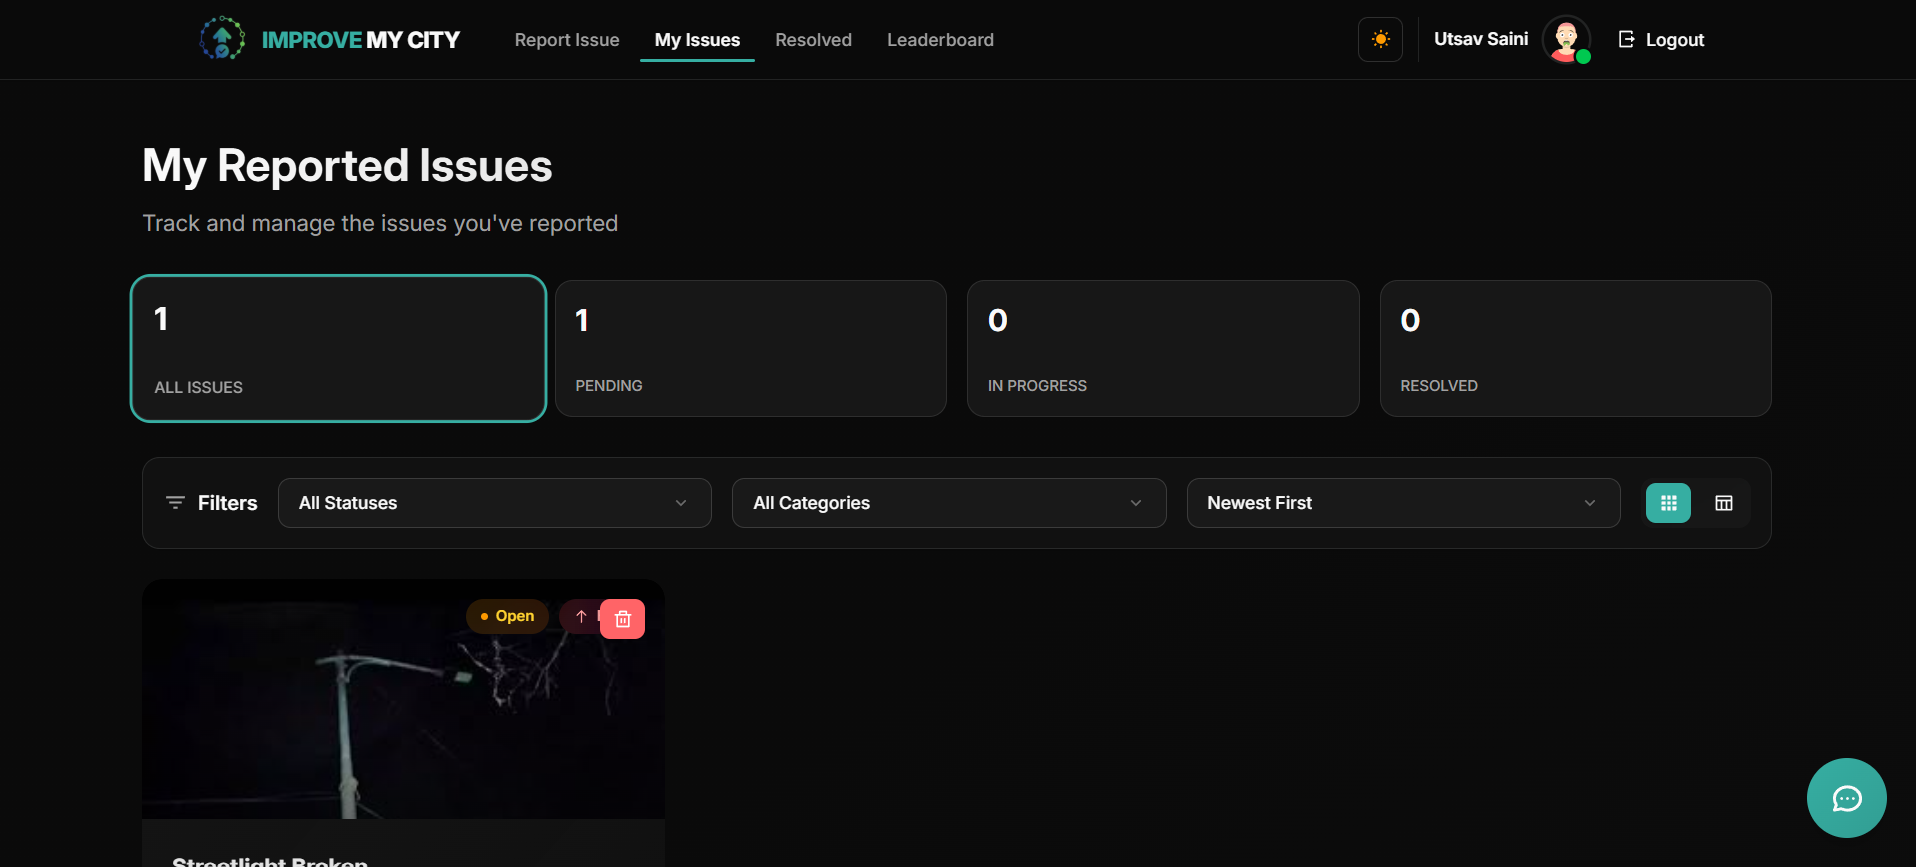 IMPROVE MY CITY
Report Issue
My Issues
Resolved
Leaderboard
Utsav Saini
Logout
My Reported Issues
Track and manage the issues you've reported
1
ALL ISSUES
1
PENDING
0
IN PROGRESS
0
RESOLVED
Filters
All Statuses
All Categories
Newest First
Open
Streetlight Broken